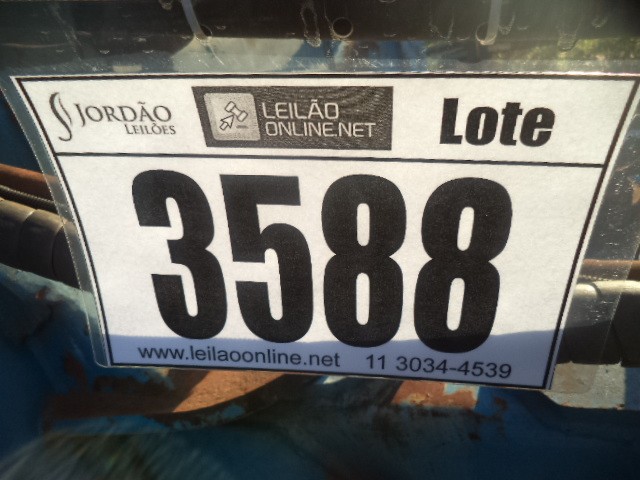 JORDÃO
LEILÕES
LEILÃO
ONLINE.NET
Lote
3588
www.leilaoonline.net 11 3034-4539